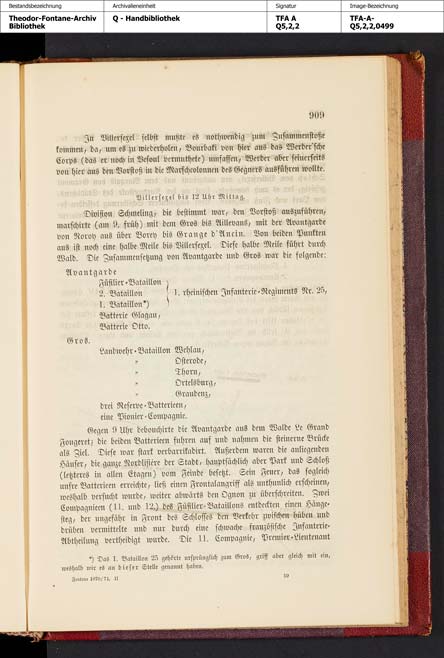 Bestandsbezeichnung
Archivalieneinheit
Signatur
Image-Bezeichnung
Theodor-Fontane-Archiv
Bibliothek
Q - Handbibliothek
TFA A
Q5,2,2
TFA-A-
Q5,2,2,0499
909
In Villersexel selbst mußte es nothwendig zum Zusammenstoße
kommen, da, um es zu wiederholen, Bourbaki von hier aus das Werder'sche
Corps (das er noch in Vesoul vermuthete) umfassen, Werder aber seinerseits
von hier aus den Vorstoß in die Marschcolonnen des Gegners ausführen wollte.
Villersexel bis 12 Uhr Mittag.
Division Schmeling, die bestimmt war, den Vorstoß auszuführen,
marschirte (am 9. früh) mit dem Gros bis Aillevans, mit der Avantgarde
von Noroy aus über Borey bis Grange d'Ancin. Von beiden Punkten
aus ist noch eine halbe Meile bis Villersexel. Diese halbe Meile führt durch
Wald. Die Zusammensetzung von Avantgarde und Gros war die folgende:
Avantgarde
Füsilier-Bataillon
2. Bataillon
1. Bataillon*)
1. rheinischen Infanterie-Regiments Nr. 25,
Batterie Glagau,
Batterie Otto.
Gros.
Landwehr-Bataillon Wehlau,
" Osterode,
" Thorn,
" Ortelsburg,
" Graudenz,
drei Reserve-Batterieen,
eine Pionier-Compagnie.
Gegen 9 Uhr debouchirte die Avantgarde aus dem Walde Le Grand
Fougeret; die beiden Batterieen fuhren auf und nahmen die steinerne Brücke
als Ziel. Diese war stark verbarrikadirt. Außerdem waren die anliegenden
Häuser, die ganze Nordlisière der Stadt, hauptsächlich aber Park und Schloß
(letzteres in allen Etagen) vom Feinde besetzt. Sein Feuer, das sogleich
unsre Batterieen erreichte, ließ einen Frontalangriff als unthunlich erscheinen,
weshalb versucht wurde, weiter abwärts den Ognon zu überschreiten. Zwei
Compagnieen (11. und 12.) des Füsilier-Bataillons entdeckten einen Hänge-
steg, der ungefähr in Front des Schlosses den Verkehr zwischen hüben und
drüben vermittelte und nur durch eine schwache französische Infanterie-
Abtheilung vertheidigt wurde. Die 11. Compagnie, Premier-Lieutenant
*) Das 1. Bataillon 25 gehörte ursprünglich zum Gros, griff aber gleich mit ein,
weshalb wir es an dieser Stelle genannt haben.
Fontane 1870/71. II
59